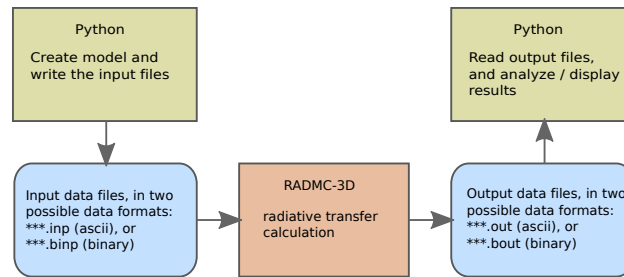 Python
Create model and
write the input files
Python
Read output files,
and analyze / display
results
Input data files, in two
possible data formats:
***.inp (ascii), or
***.binp (binary)
RADMC-3D
radiative transfer
calculation
Output data files, in two
possible data formats:
***.out (ascii), or
***.bout (binary)